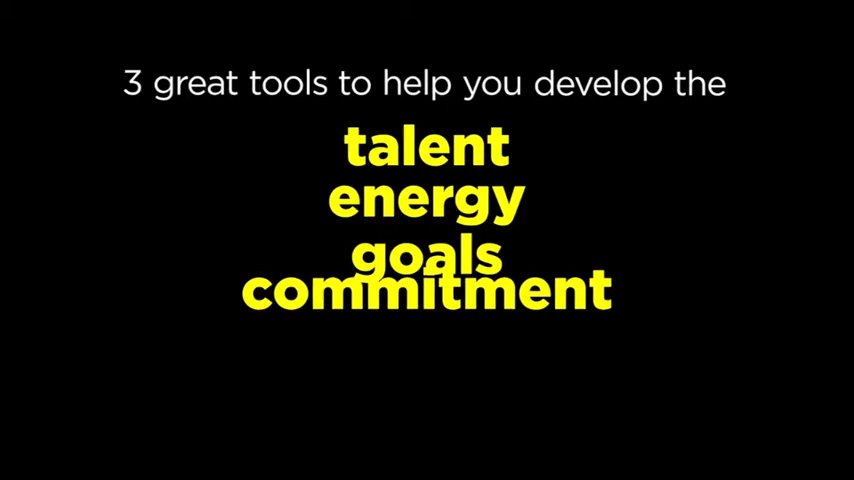 3 great tools to help you develop the
talent
energy
goals
commitment